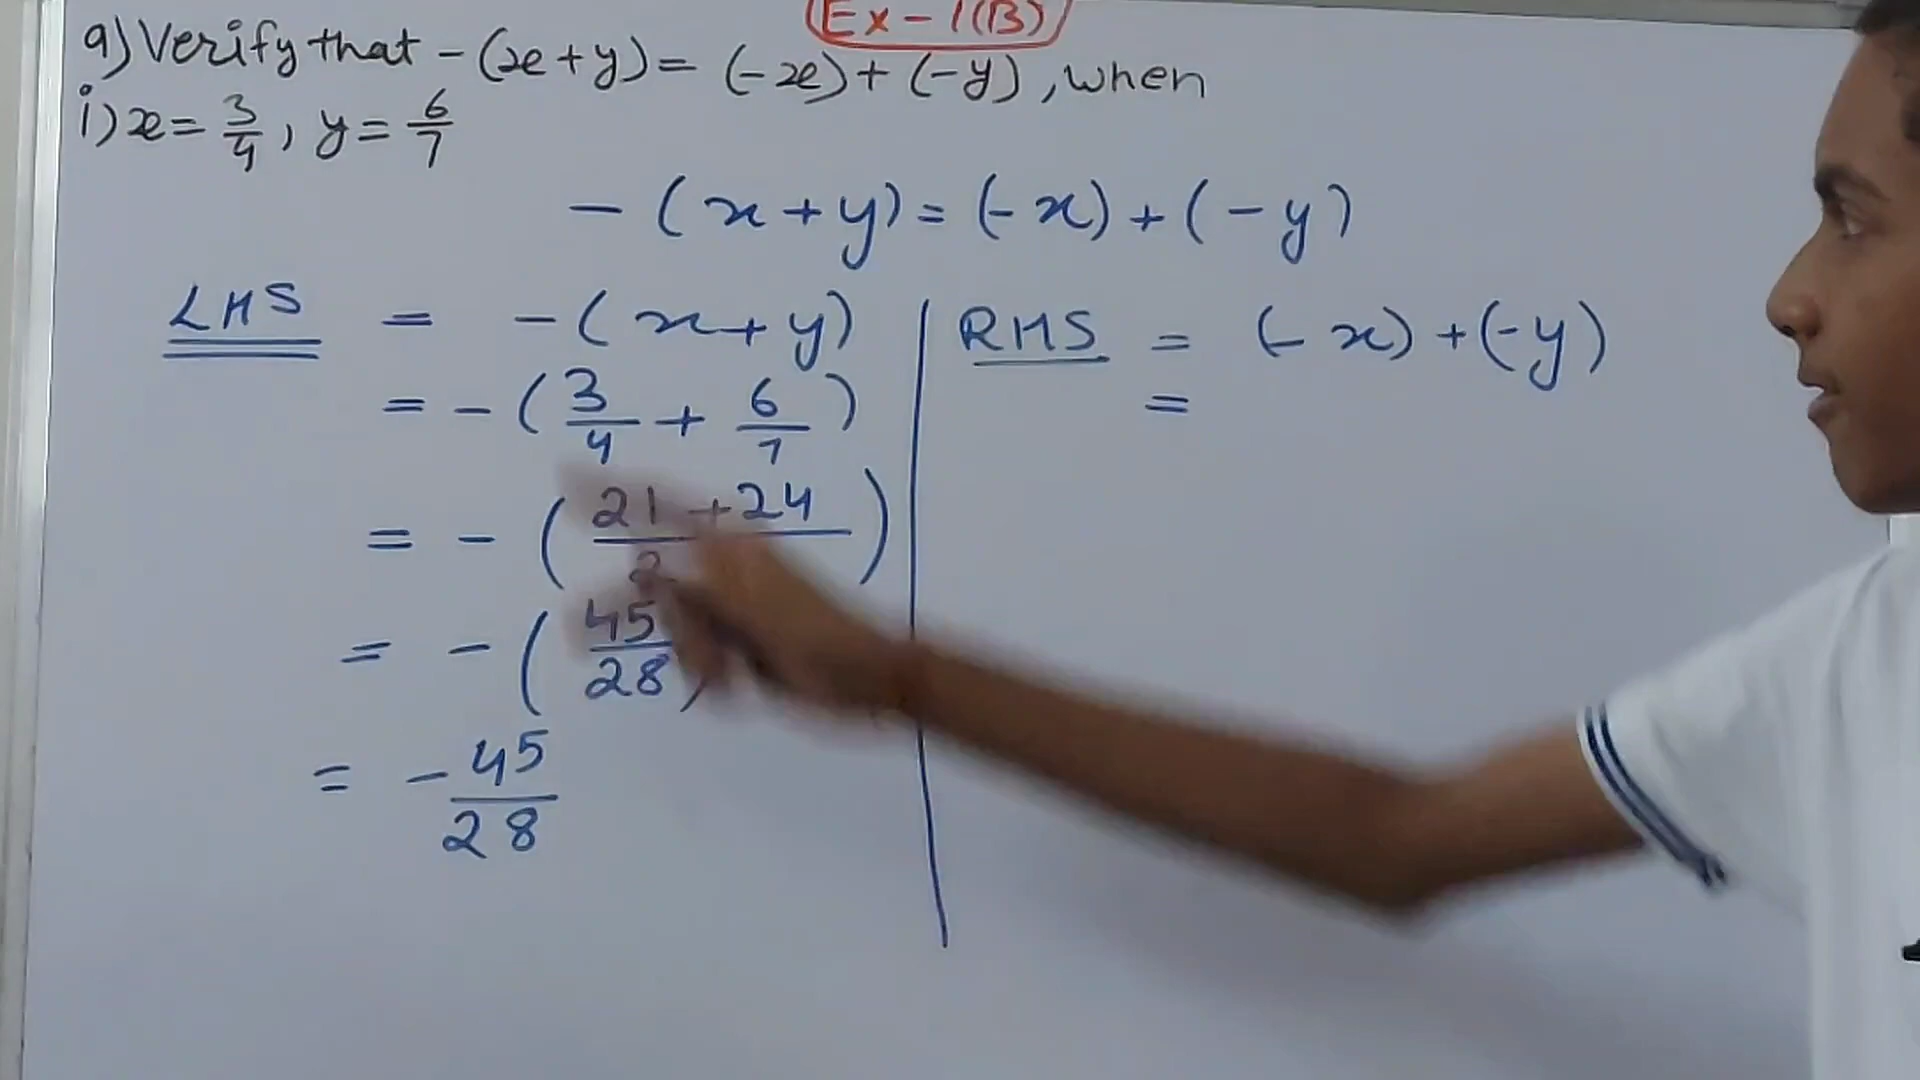 Ex-1(B)
9) Verify that -(x+y) = (-x)+(-y), when
i) x = 3/4, y = 6/7
-(x+y) = (-x)+(-y)
LHS = -(x+y)
= -(3/4 + 6/7)
= -(21+24/2
= -(45/28)
= -45/28
RHS = (-x)+(-y)
=